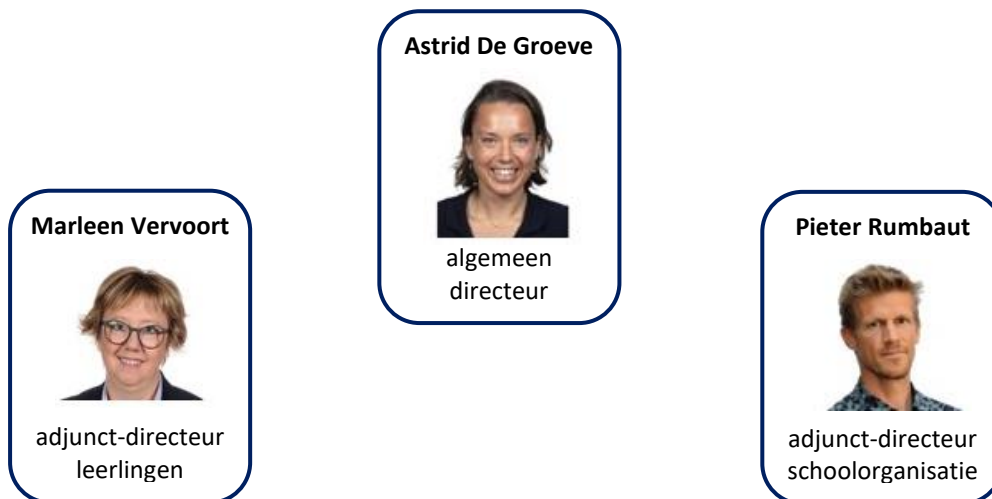 Astrid De Groeve
algemeen
directeur
Marleen Vervoort
adjunct-directeur
leerlingen
Pieter Rumbaut
adjunct-directeur
schoolorganisatie